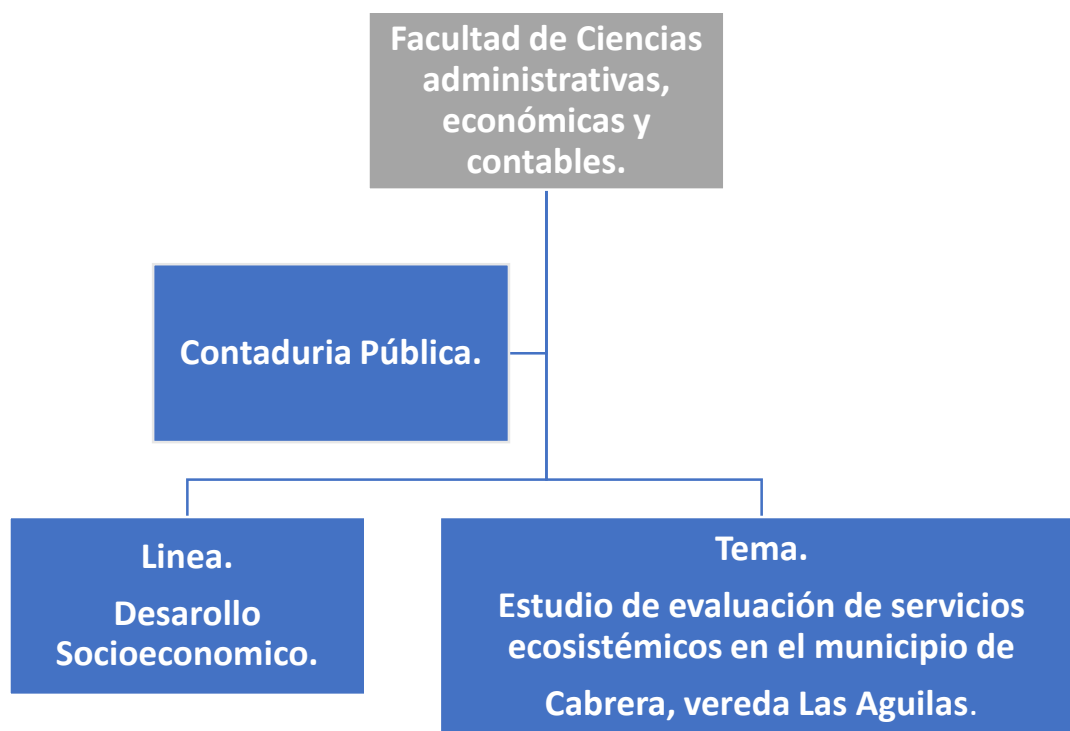 Facultad de Ciencias
administrativas,
económicas y
contables.
Contaduria Pública.
Linea.
Desarollo
Socioeconomico.
Tema.
Estudio de evaluación de servicios
ecosistémicos en el municipio de
Cabrera, vereda Las Aguilas.